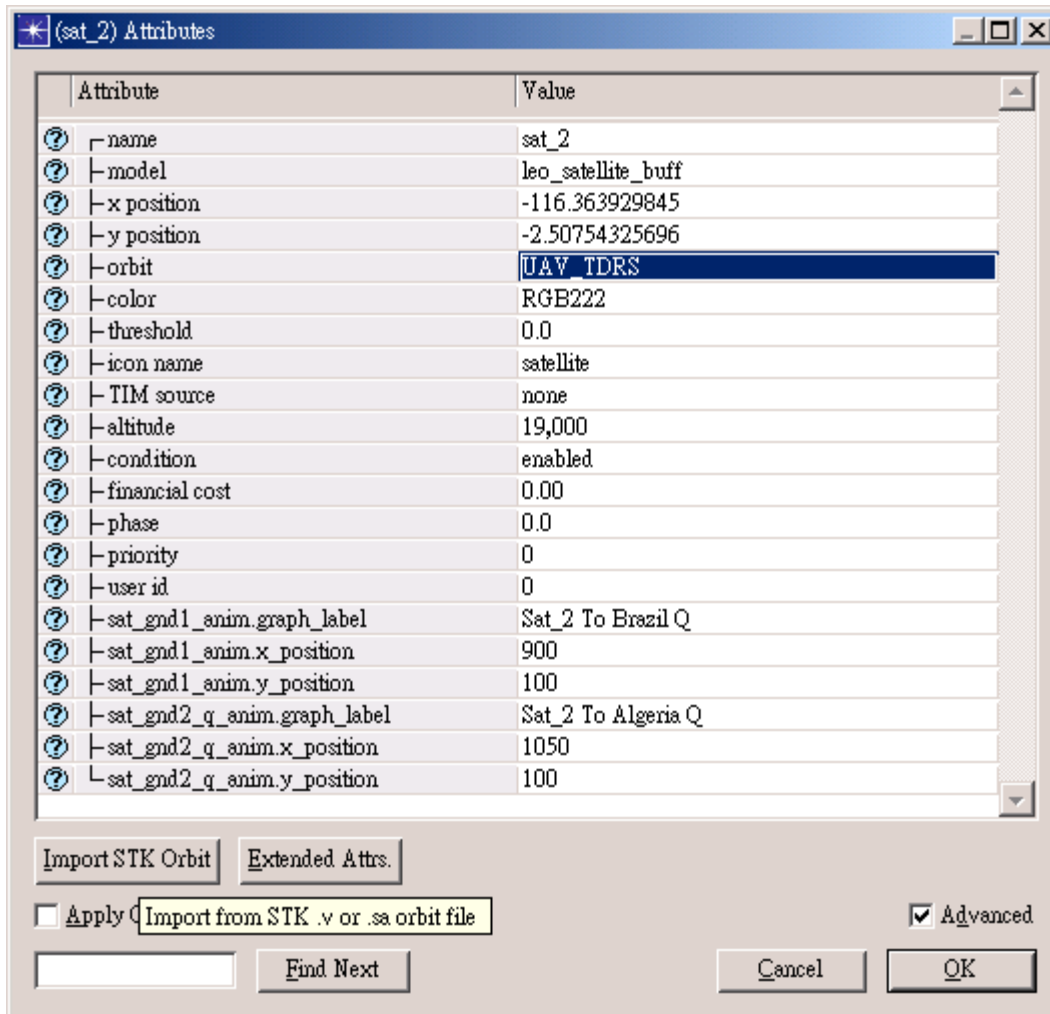 (sat_2) Attributes
Attribute Value
name sat_2
model leo_satellite_buff
x position -116.363929845
y position -2.50754325696
orbit UAV_TDRS
color RGB222
threshold 0.0
icon name satellite
TIM source none
altitude 19,000
condition enabled
financial cost 0.00
phase 0.0
priority 0
user id 0
sat_gnd1_anim.graph_label Sat_2 To Brazil Q
sat_gnd1_anim.x_position 900
sat_gnd1_anim.y_position 100
sat_gnd2_q_anim.graph_label Sat_2 To Algeria Q
sat_gnd2_q_anim.x_position 1050
sat_gnd2_q_anim.y_position 100
Import STK Orbit Extended Attrs.
Apply Import from STK .v or .sa orbit file Advanced
Find Next Cancel OK